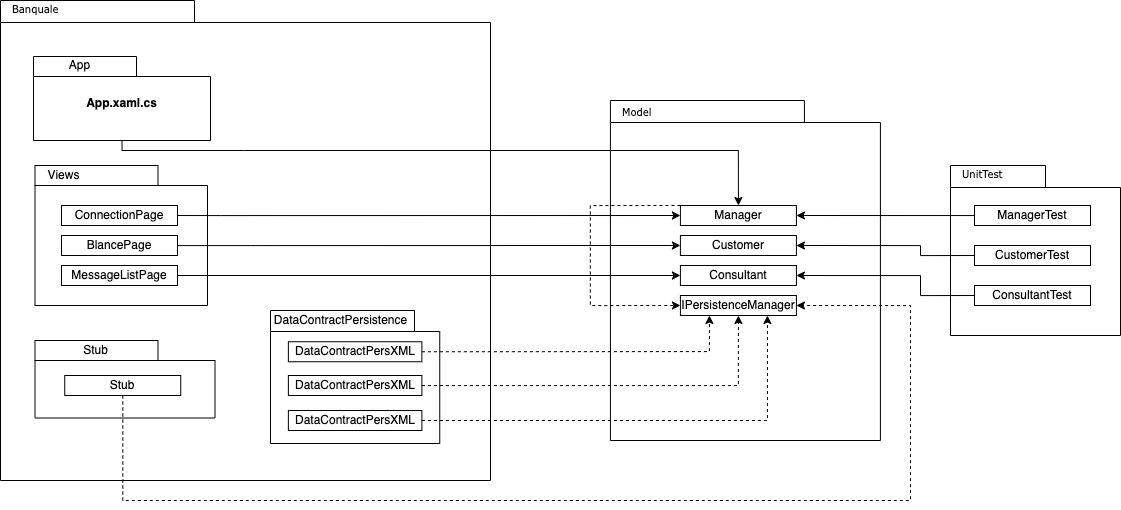 Banquale
App
App.xaml.cs
Views
ConnectionPage
BlancePage
MessageListPage
Stub
Stub
DataContractPersistence
DataContractPersXML
DataContractPersXML
DataContractPersXML
Model
Manager
Customer
Consultant
IPersistenceManager
UnitTest
ManagerTest
CustomerTest
ConsultantTest